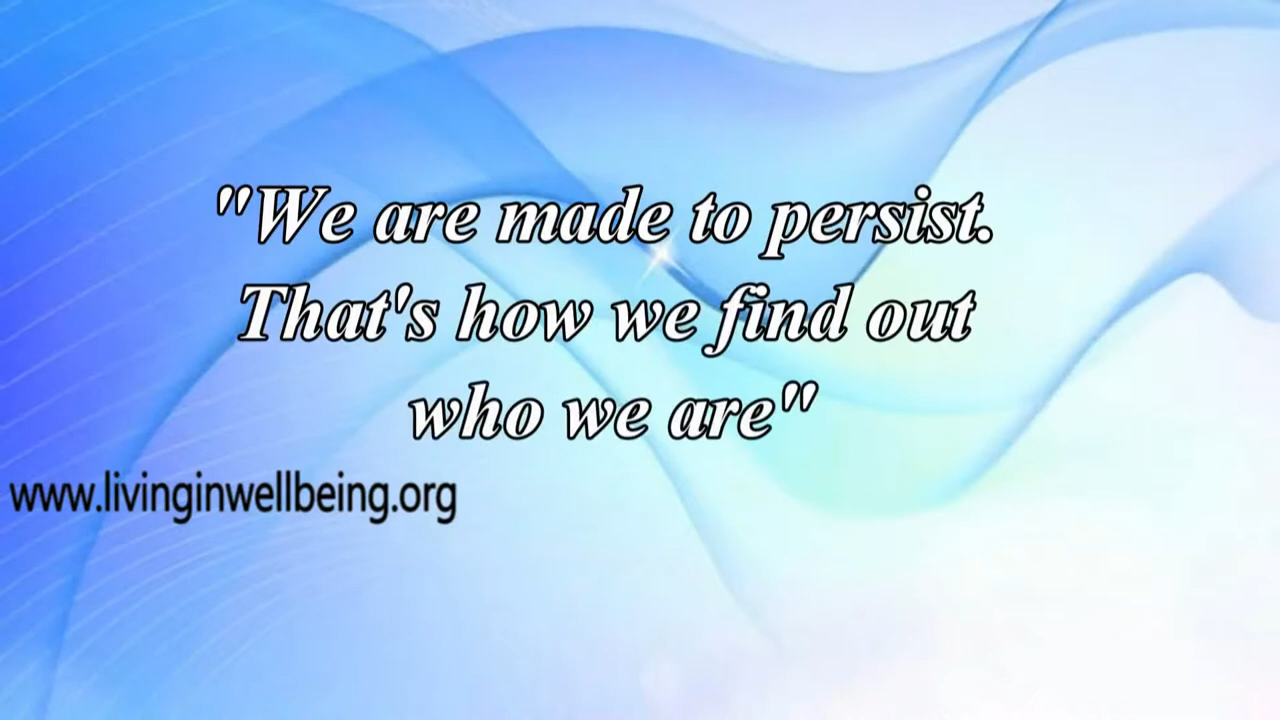 "We are made to persist.
That's how we find out
who we are"
www.livinginwellbeing.org